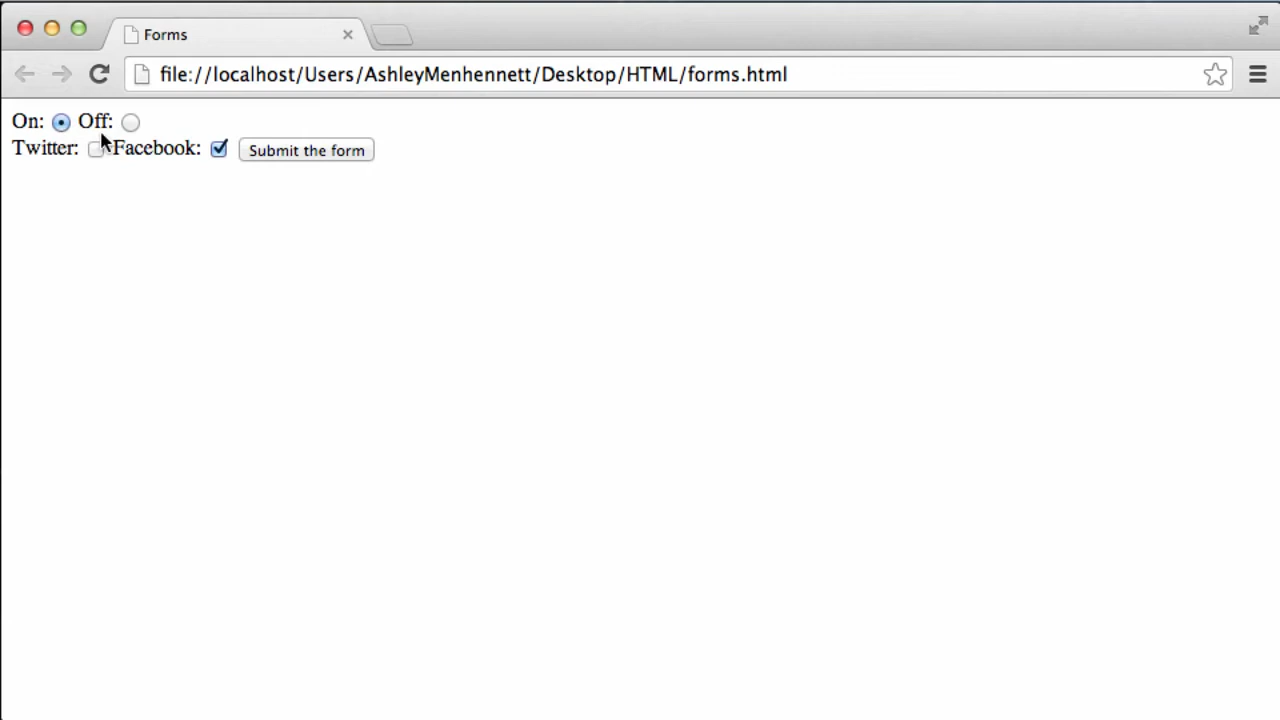 Forms
file://localhost/Users/AshleyMenhennett/Desktop/HTML/forms.html
On: Off:
Twitter: Facebook: Submit the form